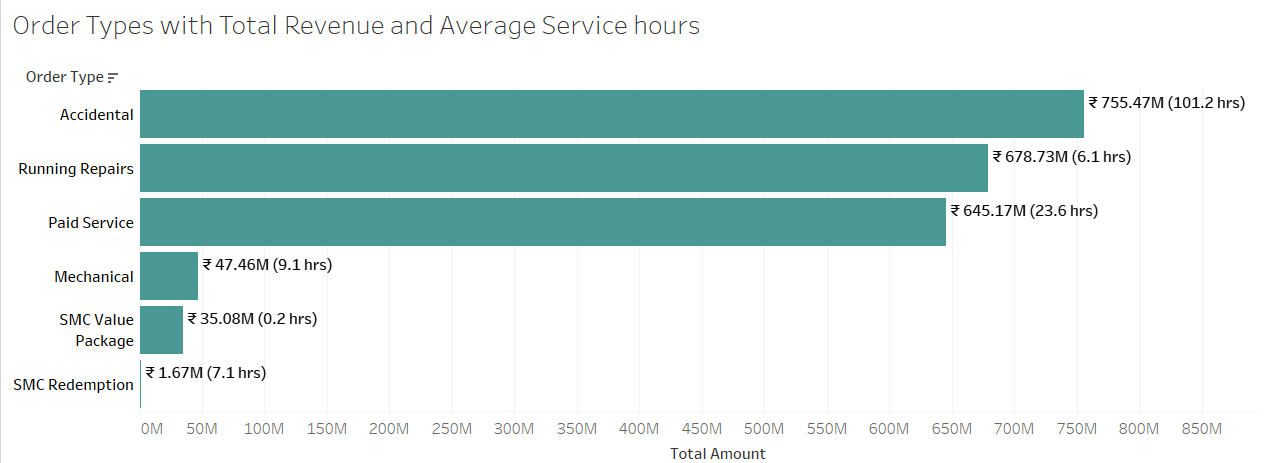 Order Types with Total Revenue and Average Service hours
Order Type
Accidental
₹ 755.47M (101.2 hrs)
Running Repairs
₹ 678.73M (6.1 hrs)
Paid Service
₹ 645.17M (23.6 hrs)
Mechanical
₹ 47.46M (9.1 hrs)
SMC Value
Package
₹ 35.08M (0.2 hrs)
SMC Redemption
₹ 1.67M (7.1 hrs)
0M 50M 100M 150M 200M 250M 300M 350M 400M 450M 500M 550M 600M 650M 700M 750M 800M 850M
Total Amount